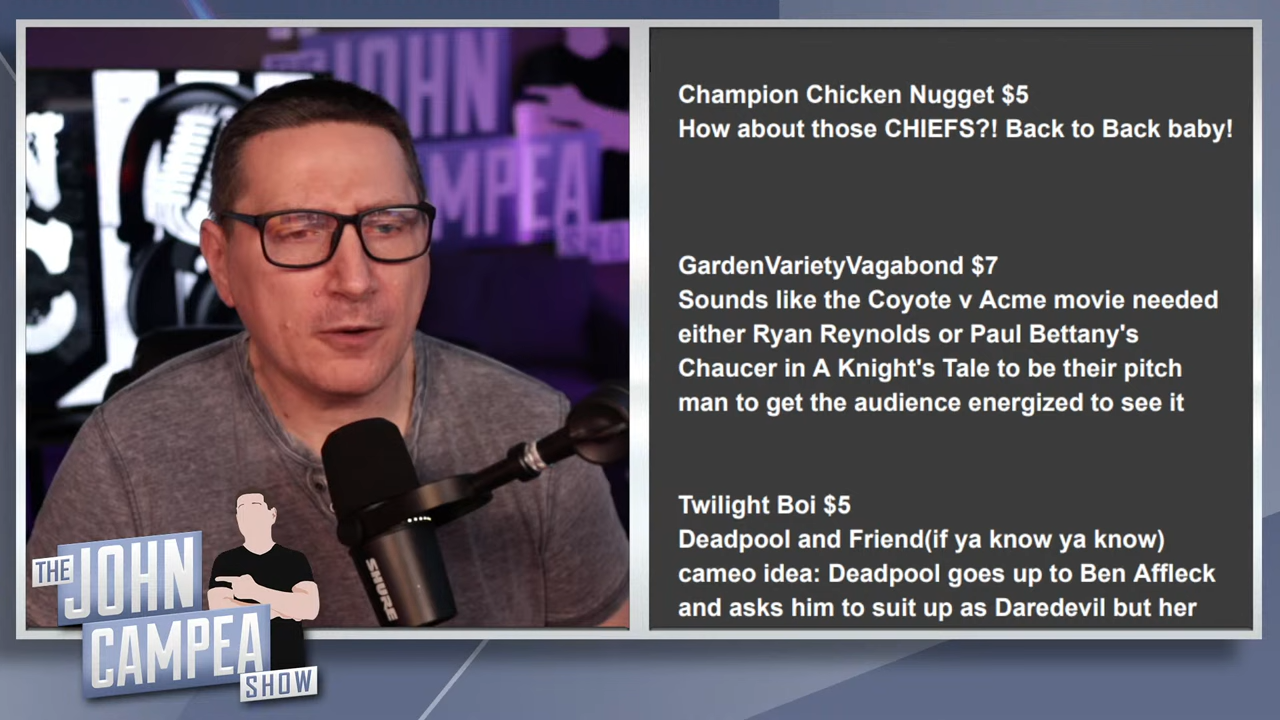 JOHN
CAMPEA
SHOW
SHURE
THE
JOHN
CAMPEA
SHOW
Champion Chicken Nugget $5
How about those CHIEFS?! Back to Back baby!
GardenVarietyVagabond $7
Sounds like the Coyote v Acme movie needed
either Ryan Reynolds or Paul Bettany's
Chaucer in A Knight's Tale to be their pitch
man to get the audience energized to see it
Twilight Boi $5
Deadpool and Friend(if ya know ya know)
cameo idea: Deadpool goes up to Ben Affleck
and asks him to suit up as Daredevil but her